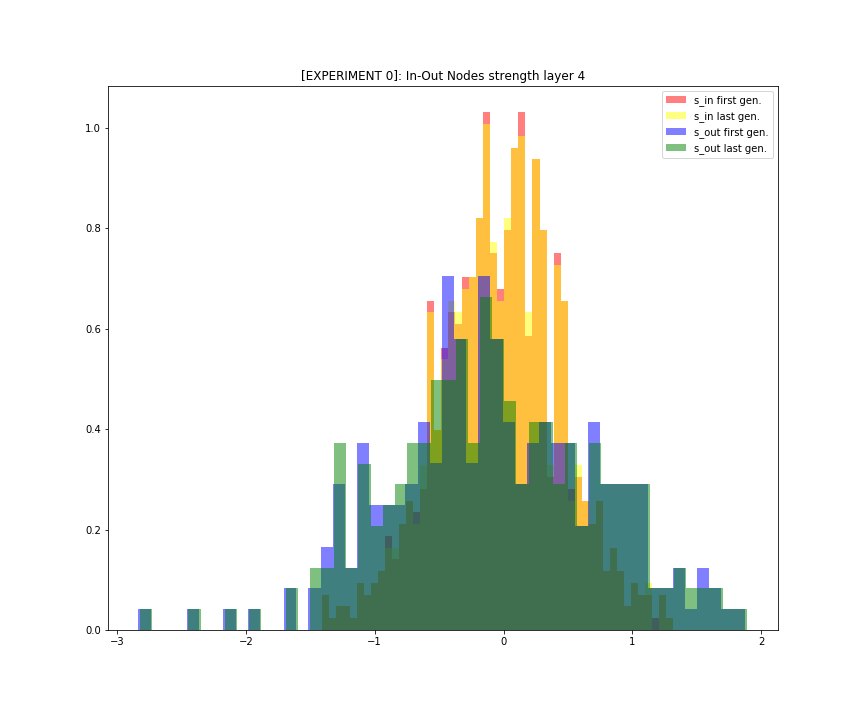 [EXPERIMENT 0]: In-Out Nodes strength layer 4
s_in first gen.
s_in last gen.
s_out first gen.
s_out last gen.
1.0
0.8
0.6
0.4
0.2
0.0
−3 −2 −1 0 1 2